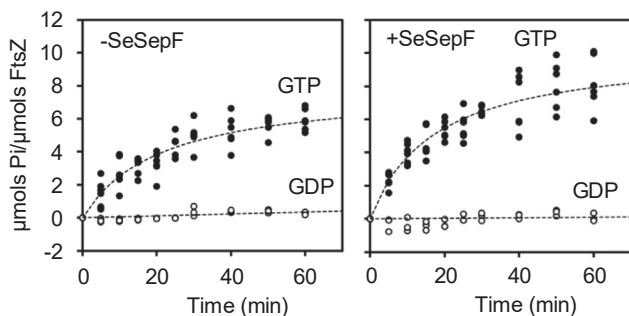 µmols Pi/µmols FtsZ
12
10
8
6
4
2
0
-2
-SeSepF
GTP
GDP
0 20 40 60
Time (min)
+SeSepF
GTP
GDP
0 20 40 60
Time (min)